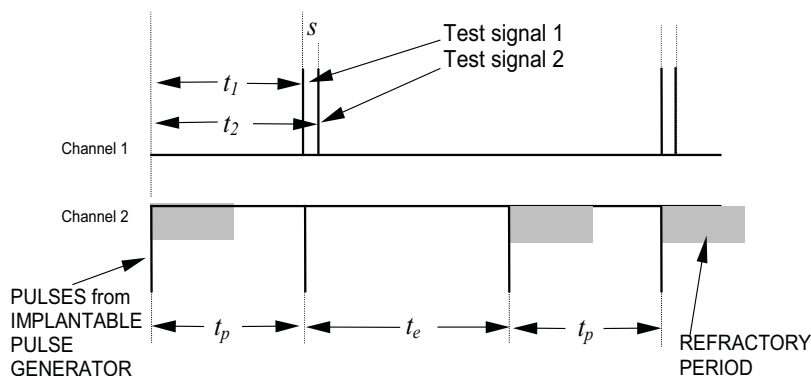 s
Test signal 1
Test signal 2
t1
t2
Channel 1
Channel 2
PULSES from
IMPLANTABLE
PULSE
GENERATOR
tp
te
tp
REFRACTORY
PERIOD